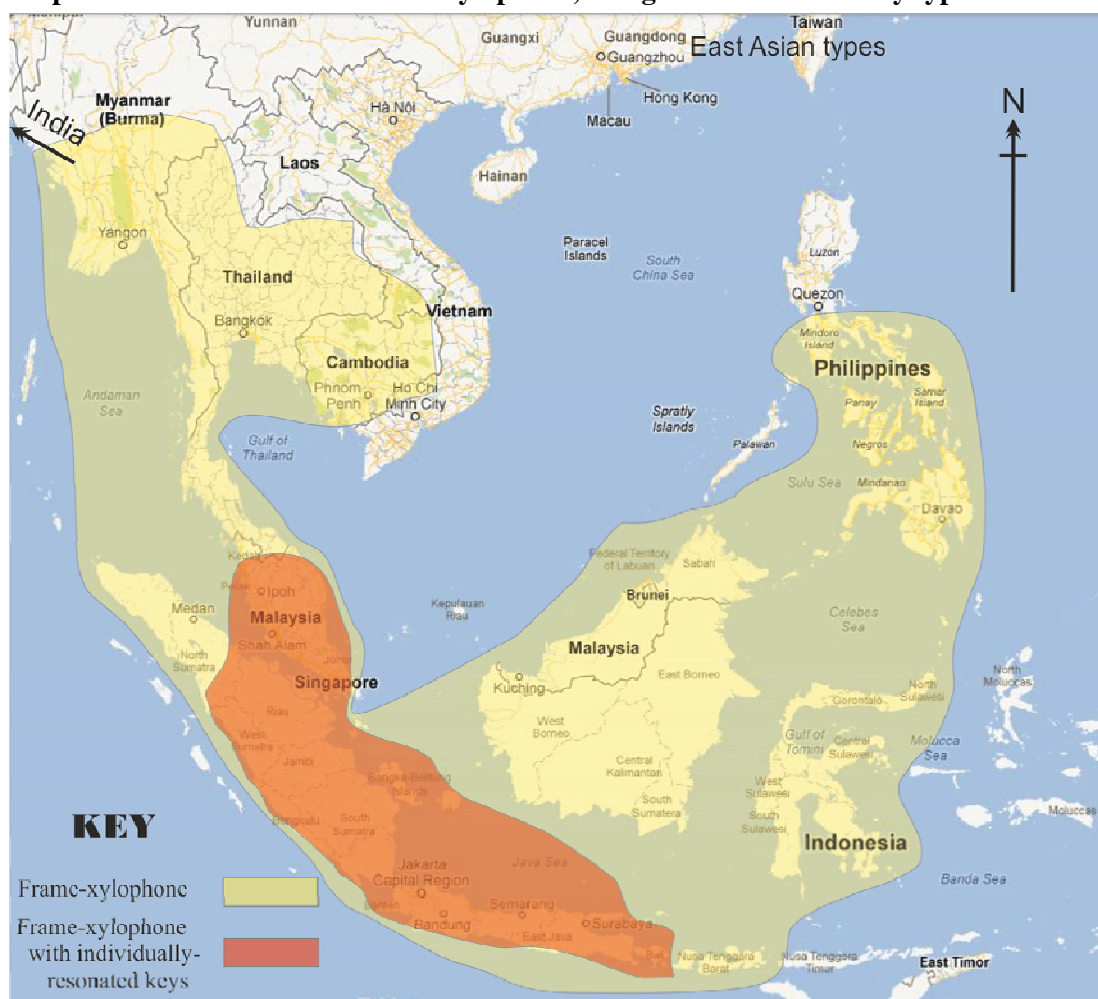 Yunnan
Guangxi
Guangdong
Taiwan
East Asian types
Guangzhou
Hong Kong
Macau
Myanmar
(Burma)
India
Hà Nội
Laos
Hainan
N
Yangon
Thailand
Bangkok
Paracel
Islands
South
China Sea
Luzon
Quezon
Vietnam
Mindoro
Island
Philippines
Cambodia
Phnom
Penh
Ho Chi
Minh City
Andaman
Sea
Gulf of
Thailand
Spratly
Islands
Palawan
Panay
Samar
Island
Negros
Sulu Sea
Mindanao
Davao
Kedah
Perak
Ipoh
Federal Territory
of Labuan
Sabah
Brunei
Medan
Malaysia
Shah Alam
Johor
North
Sumatra
Singapore
Kepulauan
Riau
Malaysia
Kuching
East Borneo
Celebes
Sea
North
Moluccas
North
Sulawesi
Gorontalo
Riau
West
Sumatra
Jambi
Bangka Belitung
Islands
West
Borneo
Gulf of
Tomini
Central
Sulawesi
Molucca
Sea
Central
Kalimantan
West
Sulawesi
South
Sulawesi
South
Sumatera
Moluccas
KEY
Bengkulu
South
Sumatra
Java Sea
Indonesia
Jakarta
Capital Region
Banda Sea
Frame-xylophone
Banten
Bandung
Semarang
East Java
Surabaya
Frame-xylophone
with individually-
resonated keys
Bali
Nusa Tenggara
Barat
Nusa Tenggara
Timur
East Timor